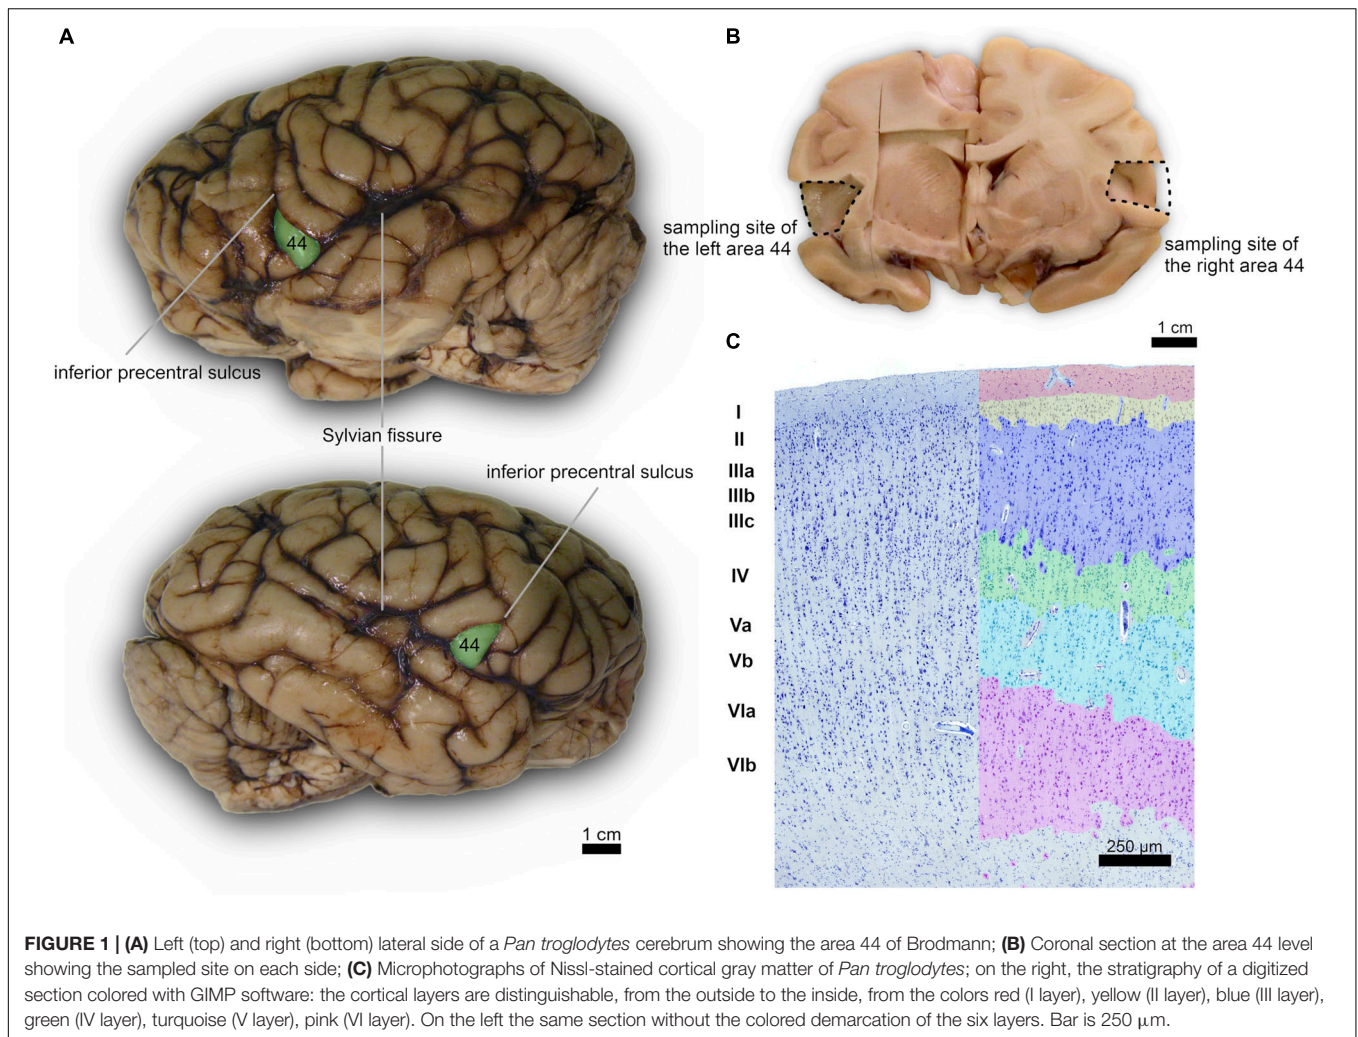 A
44
inferior precentral sulcus
Sylvian fissure
inferior precentral sulcus
44
1 cm
B
sampling site of
the left area 44
sampling site of
the right area 44
1 cm
C
I
II
IIIa
IIIb
IIIc
IV
Va
Vb
VIa
VIb
250 µm
FIGURE 1 | (A) Left (top) and right (bottom) lateral side of a Pan troglodytes cerebrum showing the area 44 of Brodmann; (B) Coronal section at the area 44 level
showing the sampled site on each side; (C) Microphotographs of Nissl-stained cortical gray matter of Pan troglodytes; on the right, the stratigraphy of a digitized
section colored with GIMP software: the cortical layers are distinguishable, from the outside to the inside, from the colors red (I layer), yellow (II layer), blue (III layer),
green (IV layer), turquoise (V layer), pink (VI layer). On the left the same section without the colored demarcation of the six layers. Bar is 250 µm.